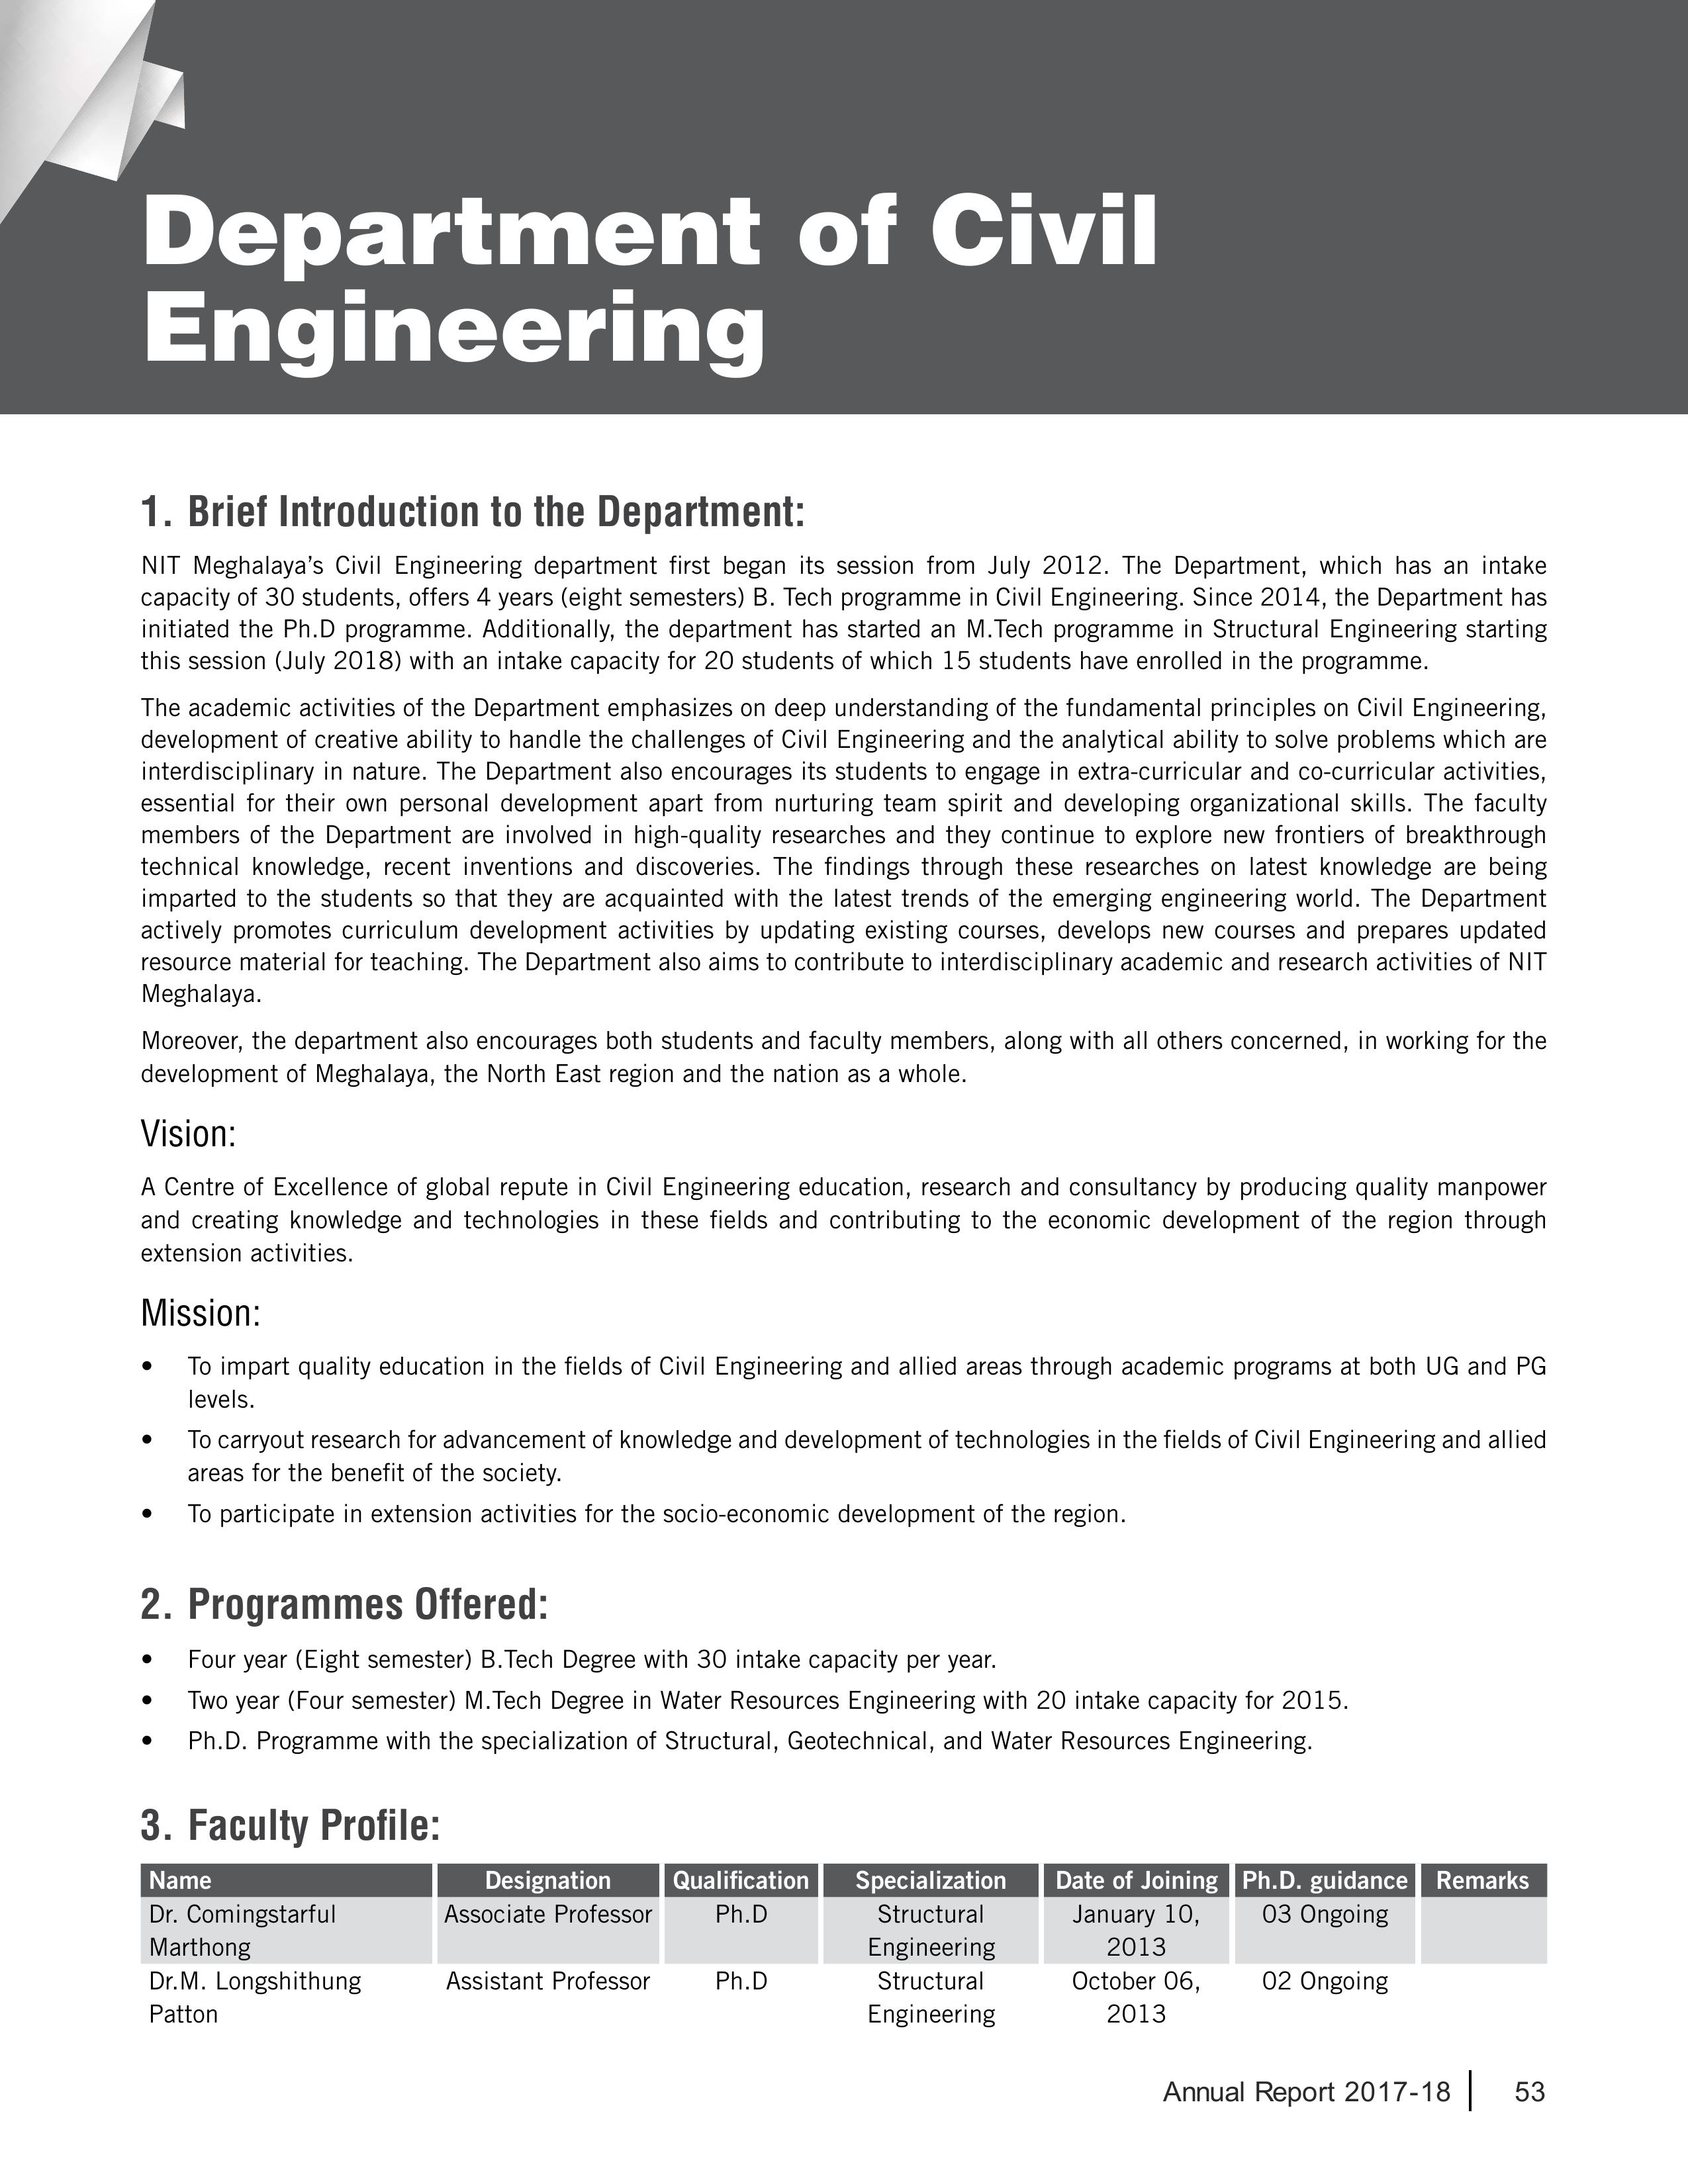 Department of Civil
Engineering
1. Brief Introduction to the Department:
NIT Meghalaya’s Civil Engineering department first began its session from July 2012. The Department, which has an intake
capacity of 30 students, offers 4 years (eight semesters) B. Tech programme in Civil Engineering. Since 2014, the Department has
initiated the Ph.D programme. Additionally, the department has started an M.Tech programme in Structural Engineering starting
this session (July 2018) with an intake capacity for 20 students of which 15 students have enrolled in the programme.
The academic activities of the Department emphasizes on deep understanding of the fundamental principles on Civil Engineering,
development of creative ability to handle the challenges of Civil Engineering and the analytical ability to solve problems which are
interdisciplinary in nature. The Department also encourages its students to engage in extra-curricular and co-curricular activities,
essential for their own personal development apart from nurturing team spirit and developing organizational skills. The faculty
members of the Department are involved in high-quality researches and they continue to explore new frontiers of breakthrough
technical knowledge, recent inventions and discoveries. The findings through these researches on latest knowledge are being
imparted to the students so that they are acquainted with the latest trends of the emerging engineering world. The Department
actively promotes curriculum development activities by updating existing courses, develops new courses and prepares updated
resource material for teaching. The Department also aims to contribute to interdisciplinary academic and research activities of NIT
Meghalaya.
Moreover, the department also encourages both students and faculty members, along with all others concerned, in working for the
development of Meghalaya, the North East region and the nation as a whole.
Vision:
A Centre of Excellence of global repute in Civil Engineering education, research and consultancy by producing quality manpower
and creating knowledge and technologies in these fields and contributing to the economic development of the region through
extension activities.
Mission:
• To impart quality education in the fields of Civil Engineering and allied areas through academic programs at both UG and PG
levels.
• To carryout research for advancement of knowledge and development of technologies in the fields of Civil Engineering and allied
areas for the benefit of the society.
• To participate in extension activities for the socio-economic development of the region.
2. Programmes Offered:
• Four year (Eight semester) B.Tech Degree with 30 intake capacity per year.
• Two year (Four semester) M.Tech Degree in Water Resources Engineering with 20 intake capacity for 2015.
• Ph.D. Programme with the specialization of Structural, Geotechnical, and Water Resources Engineering.
3. Faculty Profile:
Name Designation Qualification Specialization Date of Joining Ph.D. guidance Remarks
Dr. Comingstarful Associate Professor Ph.D Structural January 10, 03 Ongoing
Marthong Engineering 2013
Dr.M. Longshithung Assistant Professor Ph.D Structural October 06, 02 Ongoing
Patton Engineering 2013
Annual Report 2017-18 53